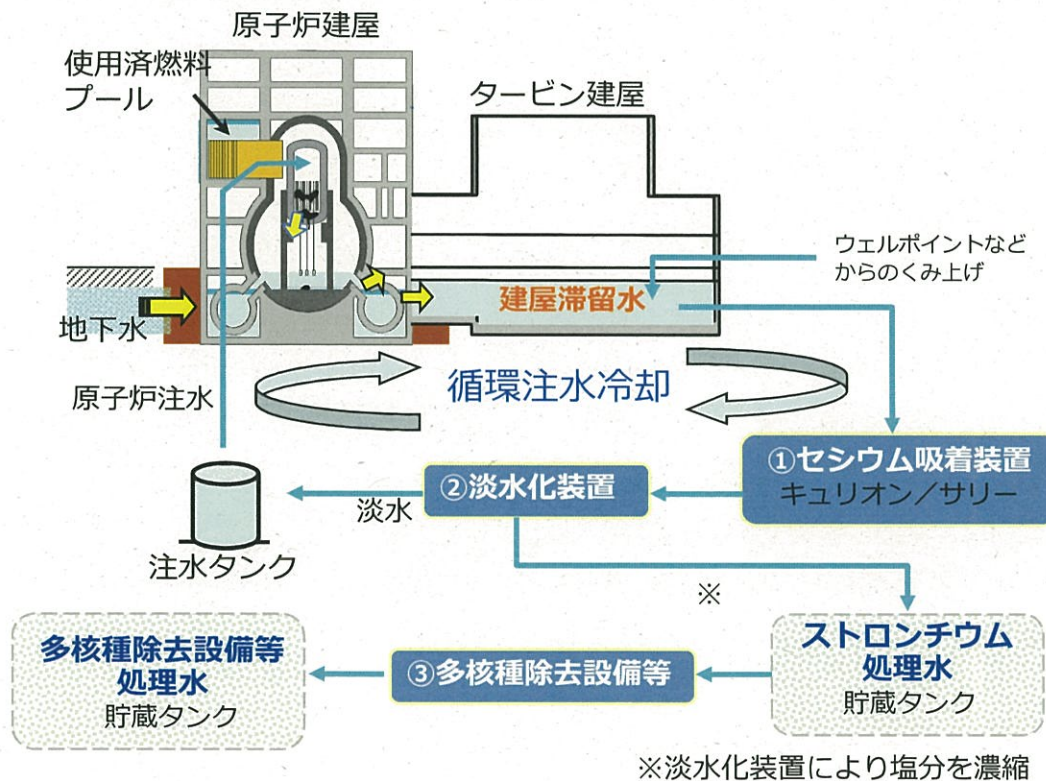 原子炉建屋
使用済燃料
プール
タービン建屋
ウェルポイントなど
からのくみ上げ
建屋滞留水
地下水
原子炉注水
循環注水冷却
①セシウム吸着装置
キュリオン／サリー
②淡水化装置
淡水
注水タンク
※
ストロンチウム
処理水
貯蔵タンク
③多核種除去設備等
多核種除去設備等
処理水
貯蔵タンク
※淡水化装置により塩分を濃縮